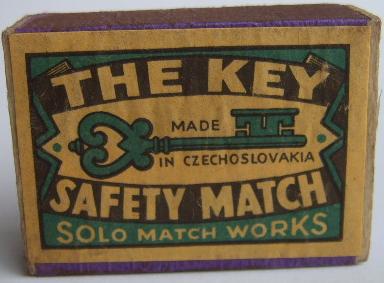 THE KEY
MADE
IN CZECHOSLOVAKIA
SAFETY MATCH
SOLO MATCH WORKS